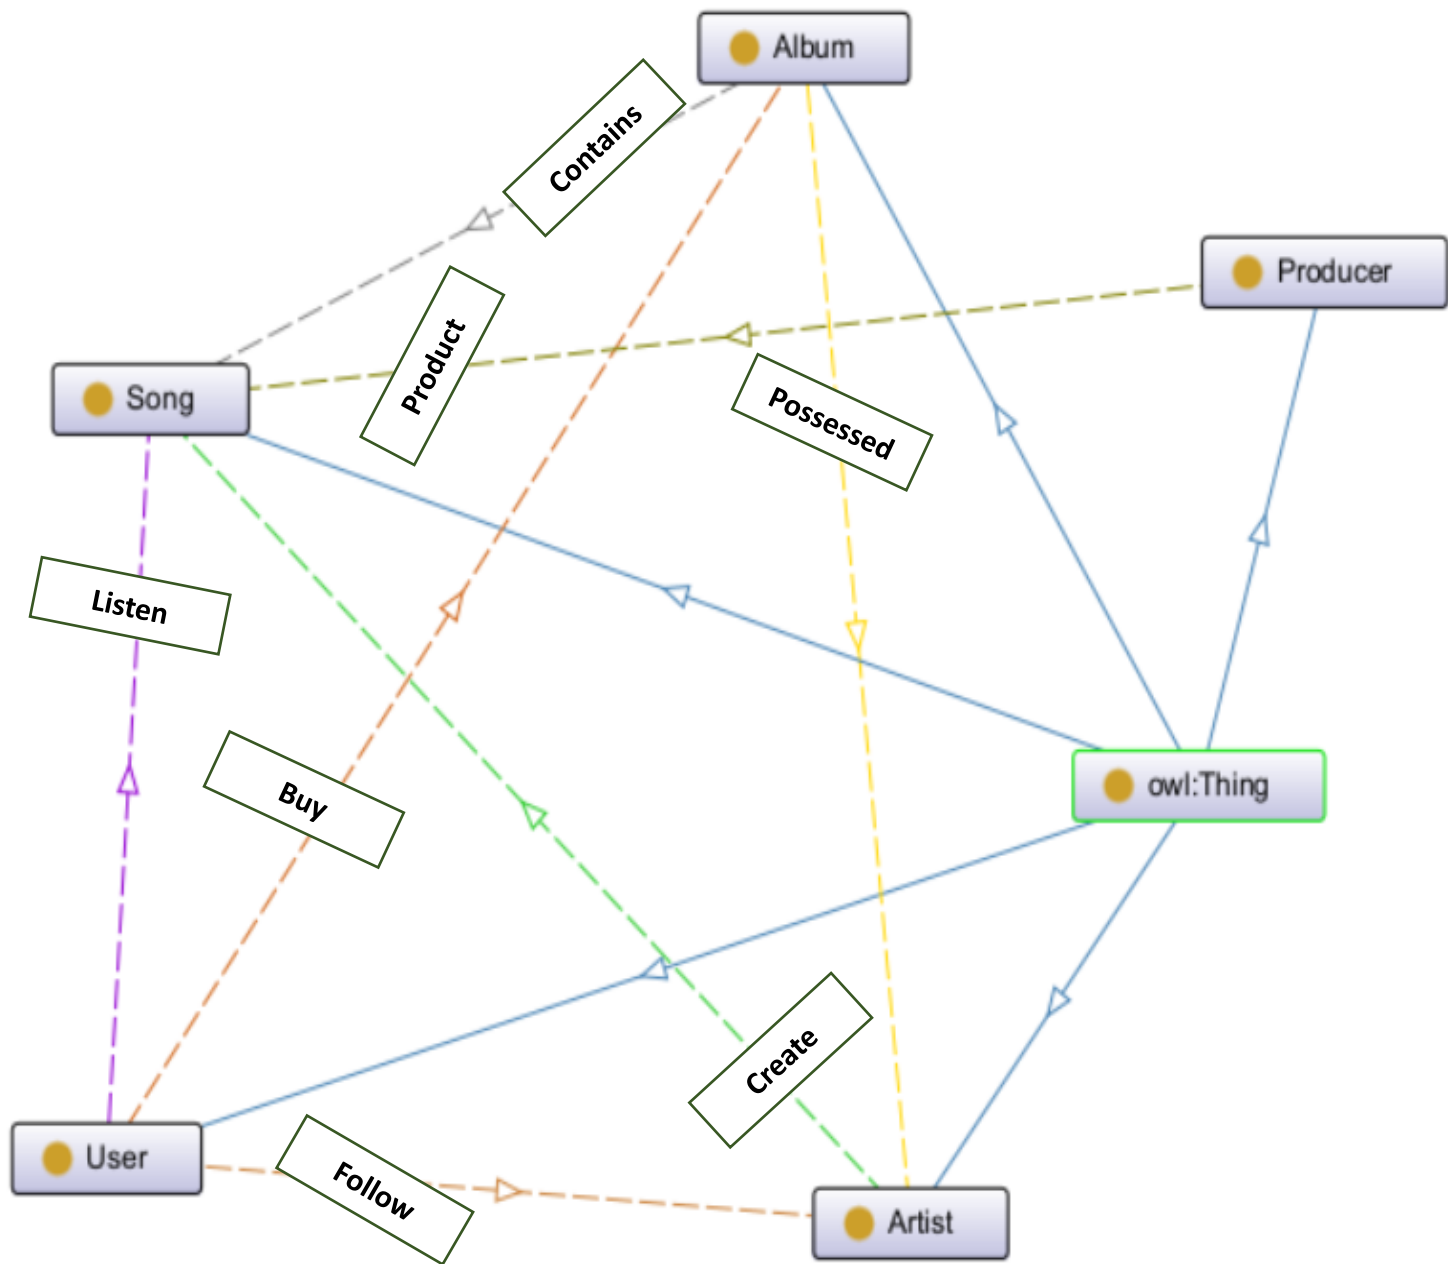 Album
Contains
Producer
Product
Song
Possessed
Listen
owl:Thing
Buy
Create
User
Follow
Artist